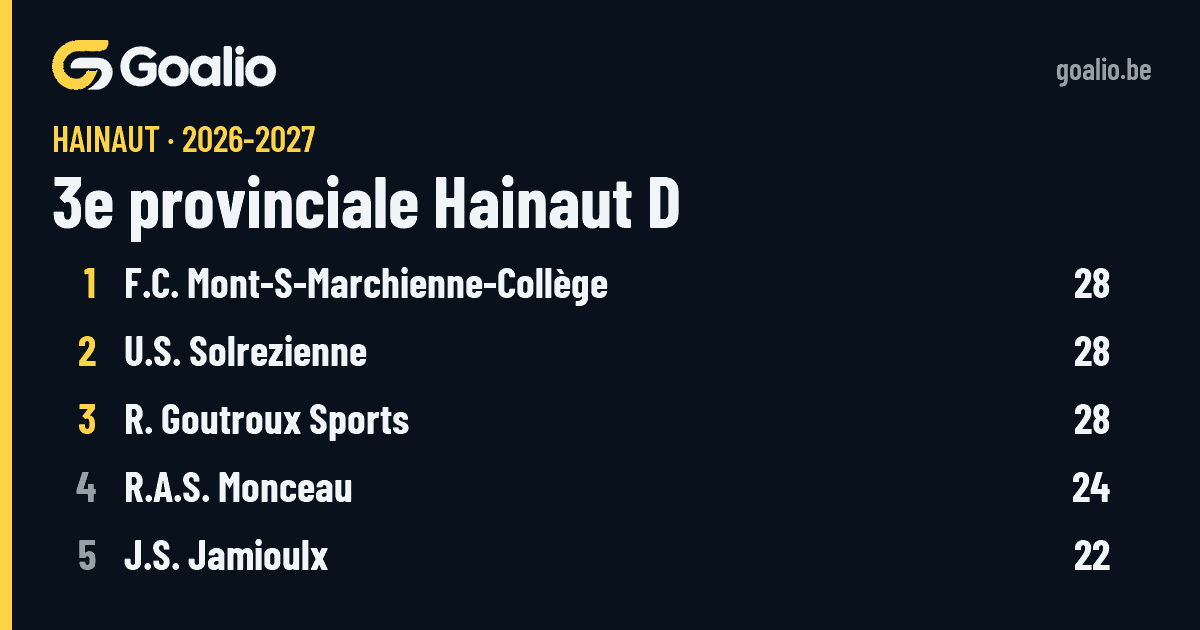 Goalio
goalio.be
HAINAUT · 2026-2027
3e provinciale Hainaut D
1 F.C. Mont-S-Marchienne-Collège 28
2 U.S. Solrezienne 28
3 R. Goutroux Sports 28
4 R.A.S. Monceau 24
5 J.S. Jamioulx 22